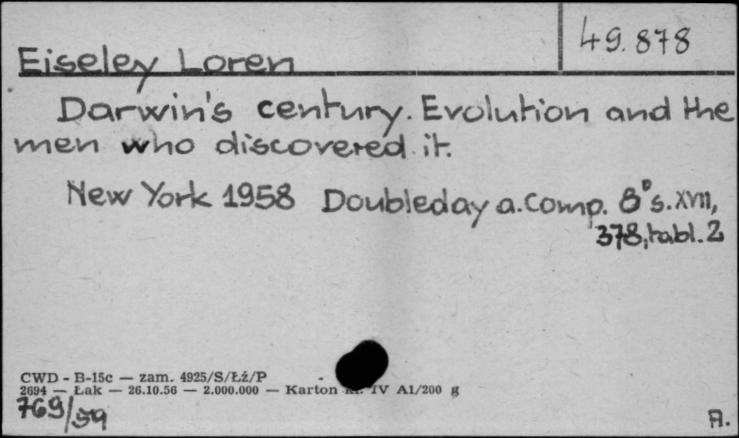 49.878
Eiseley Loren
Darwin's century. Evolution and the
men who discovered it.
New York 1958 Doubleday a. Comp. 8° s. XVIII,
378, tabl. 2
CWD - B-15c — zam. 4925/S/Łż/P
2694 — Łak — 26.10.56 — 2.000.000 — Karton kl. IV A1/200 g
769/59
A.